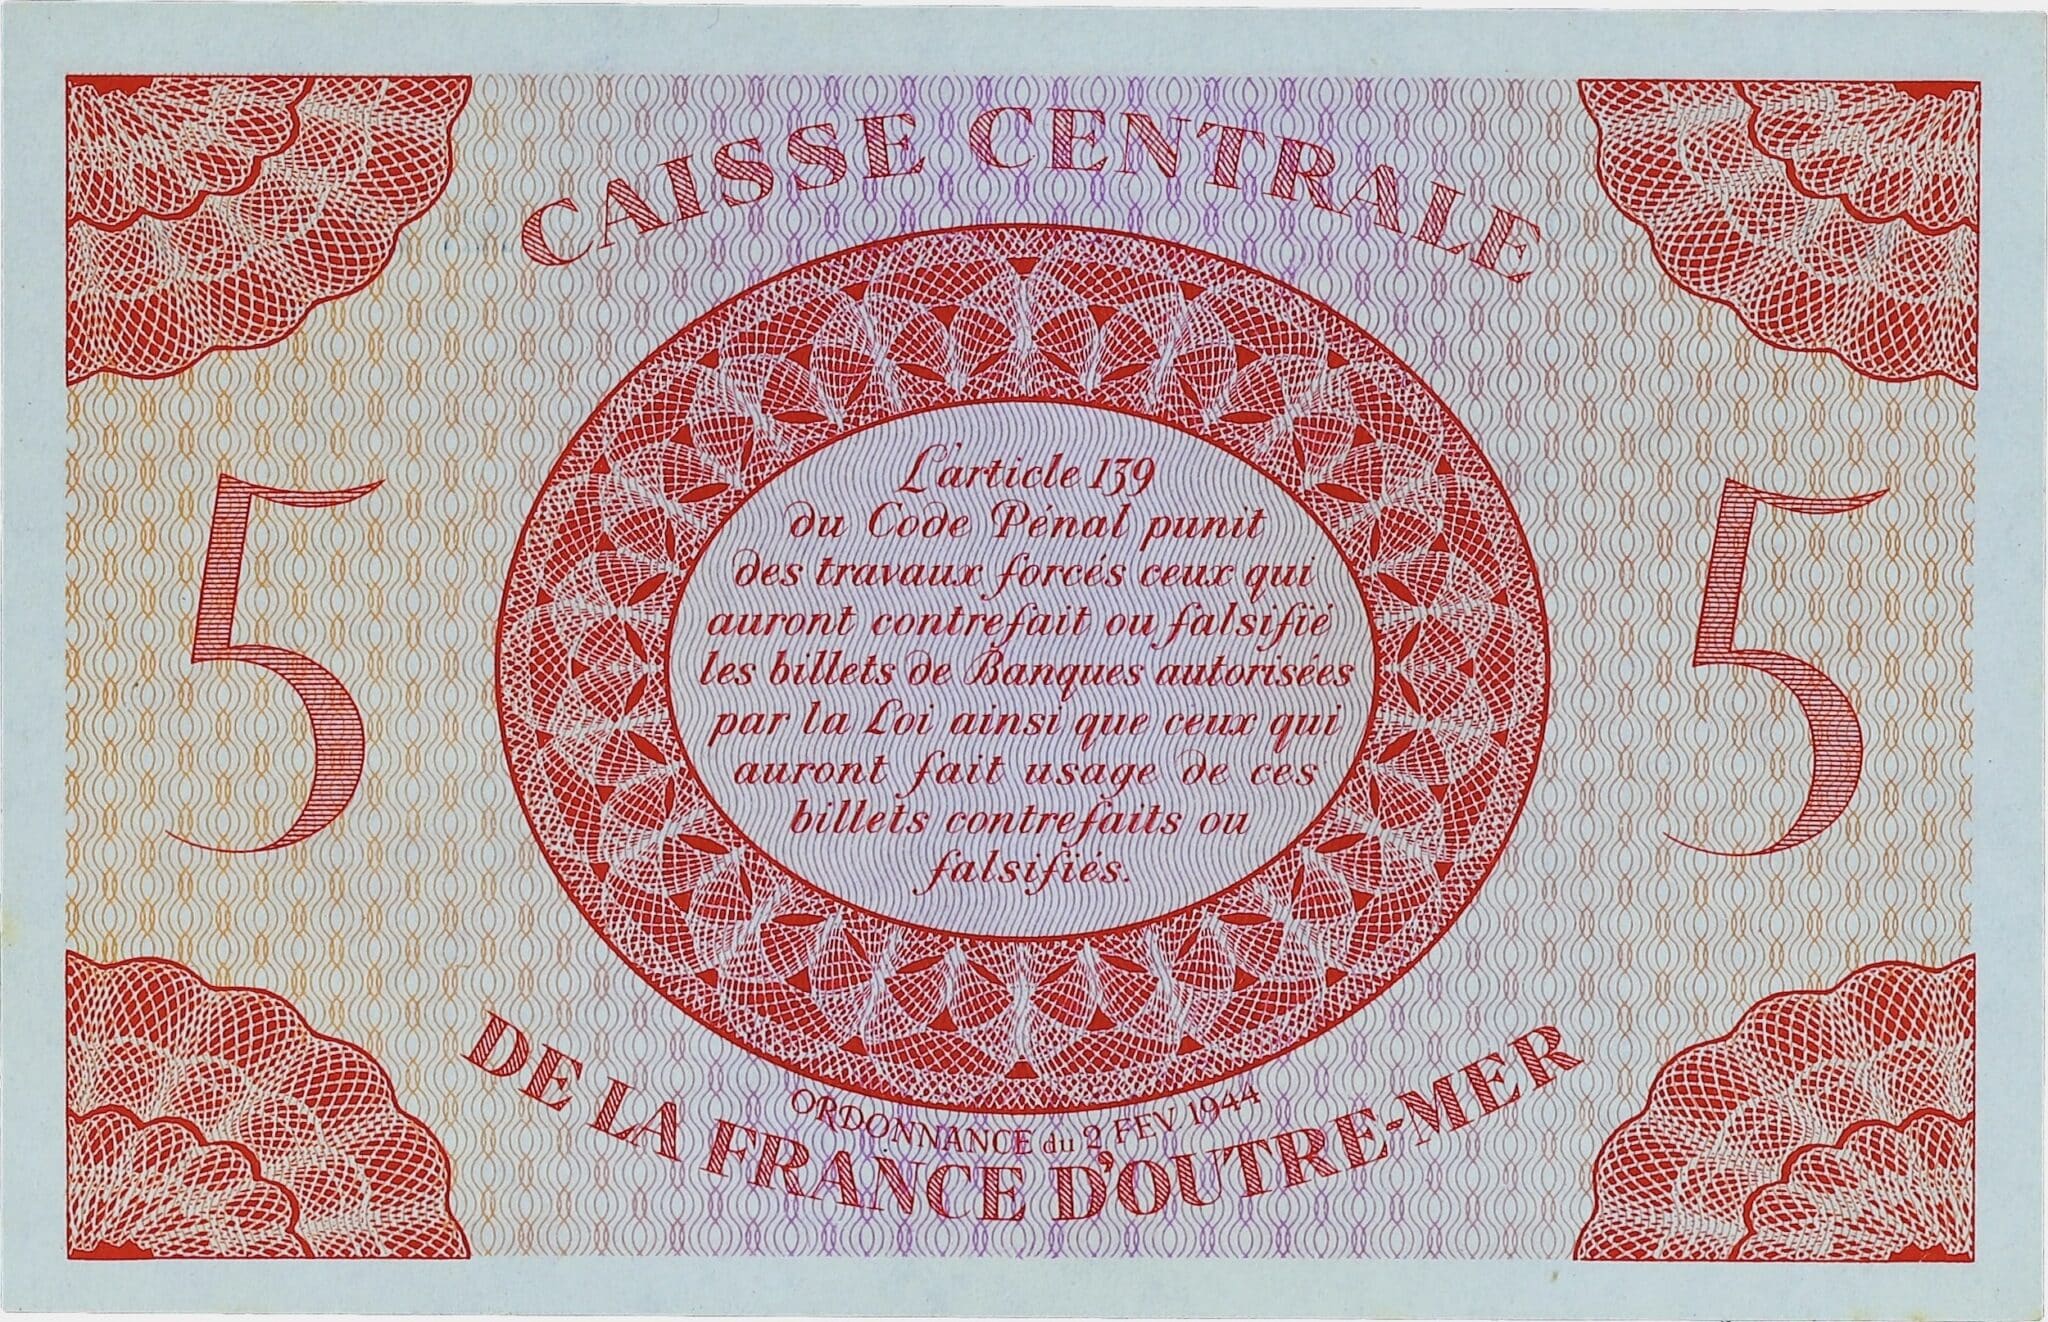 CAISSE CENTRALE
L'article 139
du Code Pénal punit
des travaux forcés ceux qui
auront contrefait ou falsifié
les billets de Banques autorisées
par la Loi ainsi que ceux qui
auront fait usage de ces
billets contrefaits ou
falsifiés.
5
5
ORDONNANCE du 2 FEV. 1944
DE LA FRANCE D'OUTRE-MER